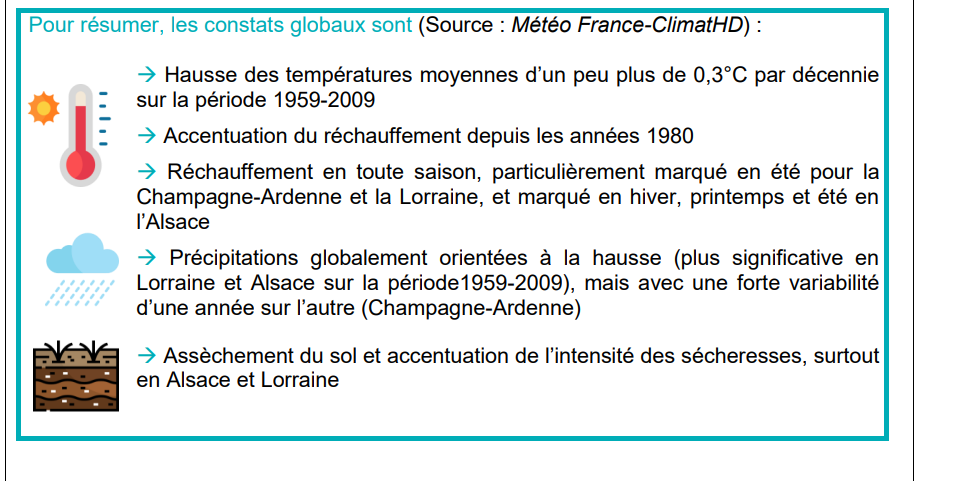 Pour résumer, les constats globaux sont (Source : Météo France-ClimatHD) :
→ Hausse des températures moyennes d’un peu plus de 0,3°C par décennie
sur la période 1959-2009
→ Accentuation du réchauffement depuis les années 1980
→ Réchauffement en toute saison, particulièrement marqué en été pour la
Champagne-Ardenne et la Lorraine, et marqué en hiver, printemps et été en
l’Alsace
→ Précipitations globalement orientées à la hausse (plus significative en
Lorraine et Alsace sur la période1959-2009), mais avec une forte variabilité
d’une année sur l’autre (Champagne-Ardenne)
→ Assèchement du sol et accentuation de l’intensité des sécheresses, surtout
en Alsace et Lorraine